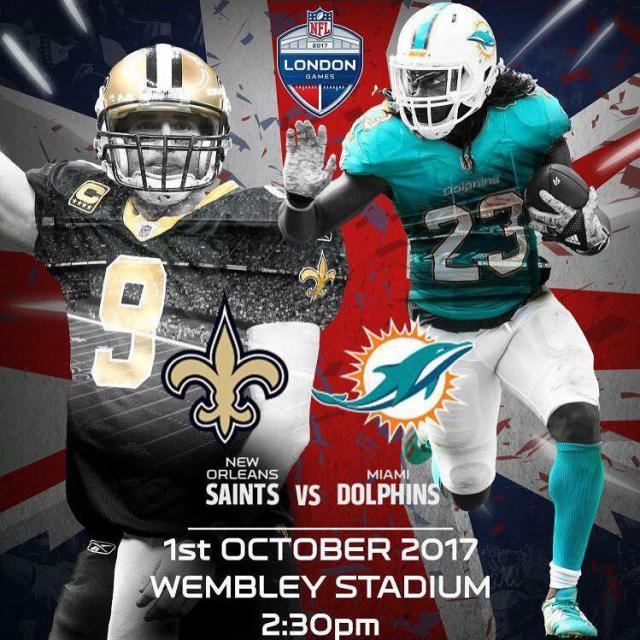 NFL
2017
LONDON
GAMES
C
NFL
Dolphins
9
23
NEW
ORLEANS
SAINTS
VS
MIAMI
DOLPHINS
1st OCTOBER 2017
WEMBLEY STADIUM
2:30pm